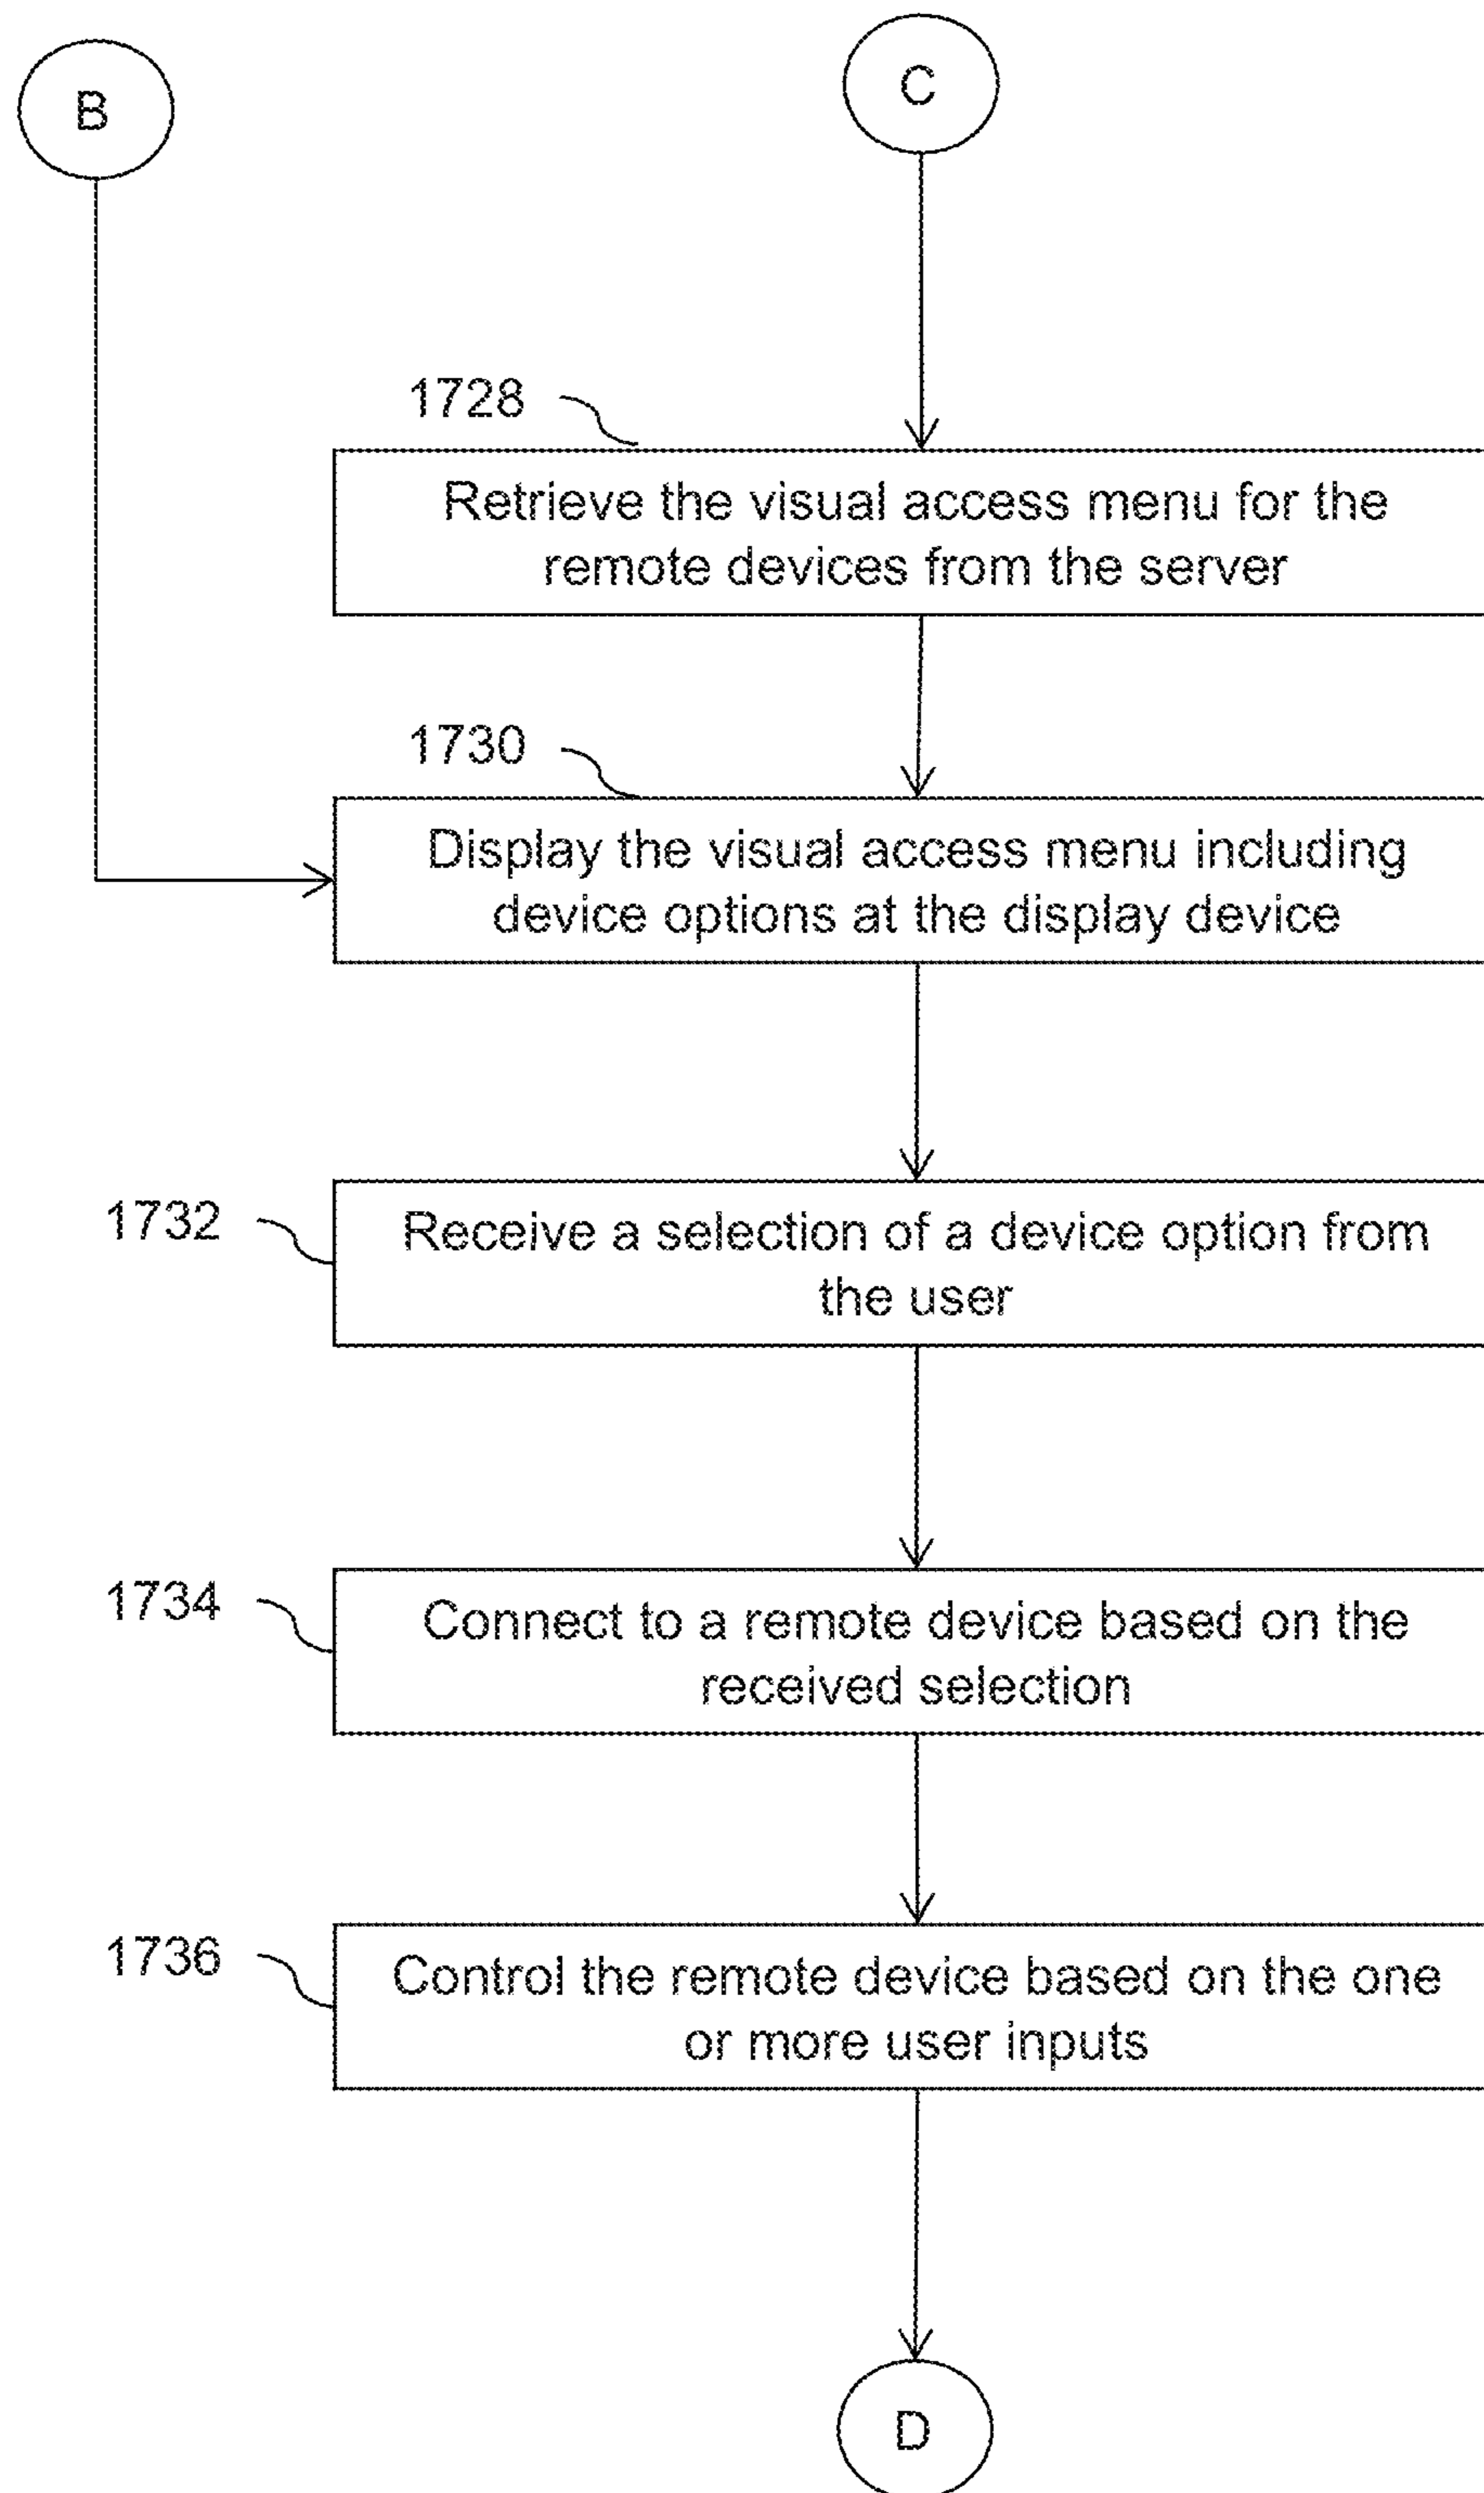 B
C
1728
Retrieve the visual access menu for the
remote devices from the server
1730
Display the visual access menu including
device options at the display device
1732
Receive a selection of a device option from
the user
1734
Connect to a remote device based on the
received selection
1736
Control the remote device based on the one
or more user inputs
D